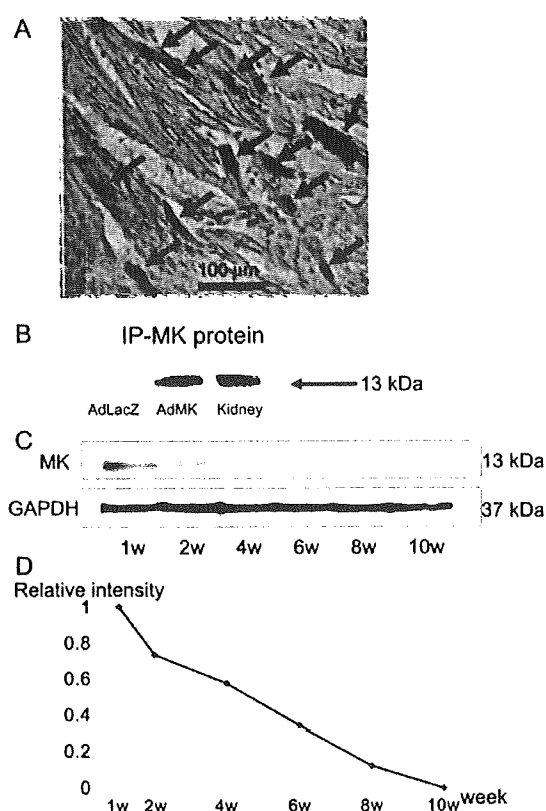 A
100 µm
B
IP-MK protein
13 kDa
AdLacZ AdMK Kidney
C
MK 13 kDa
GAPDH 37 kDa
1w 2w 4w 6w 8w 10w
D
Relative intensity
1
0.8
0.6
0.4
0.2
0
1w 2w 4w 6w 8w 10w week